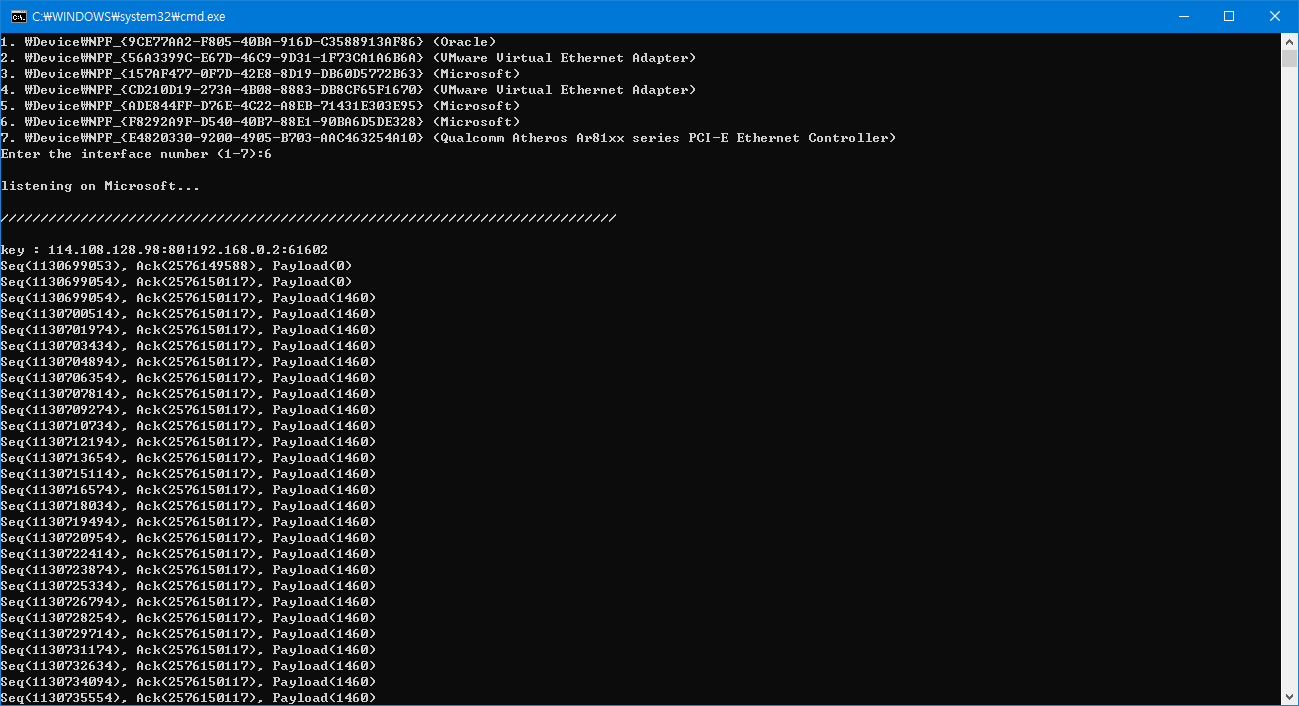 C:₩WINDOWS₩system32₩cmd.exe
1. ₩Device₩NPF_{9CE77AA2-F805-40BA-916D-C3588913AF86} (Oracle)
2. ₩Device₩NPF_{56A3399C-E67D-46C9-9D31-1F73CA1A6B6A} (VMware Virtual Ethernet Adapter)
3. ₩Device₩NPF_{157AF477-0F7D-42E8-8D19-DB60D5772B63} (Microsoft)
4. ₩Device₩NPF_{CD210D19-273A-4B08-8883-DB8CF65F1670} (VMware Virtual Ethernet Adapter)
5. ₩Device₩NPF_{ADE844FF-D76E-4C22-A8EB-71431E303E95} (Microsoft)
6. ₩Device₩NPF_{F8292A9F-D540-40B7-88E1-90BA6D5DE328} (Microsoft)
7. ₩Device₩NPF_{E4820330-9200-4905-B703-AAC463254A10} (Qualcomm Atheros Ar81xx series PCI-E Ethernet Controller)
Enter the interface number (1-7):6
listening on Microsoft...
/////////////////////////////////////////////////////////////////////////////
key : 114.108.128.98:80|192.168.0.2:61602
Seq(1130699053), Ack(2576149588), Payload(0)
Seq(1130699054), Ack(2576150117), Payload(0)
Seq(1130699054), Ack(2576150117), Payload(1460)
Seq(1130700514), Ack(2576150117), Payload(1460)
Seq(1130701974), Ack(2576150117), Payload(1460)
Seq(1130703434), Ack(2576150117), Payload(1460)
Seq(1130704894), Ack(2576150117), Payload(1460)
Seq(1130706354), Ack(2576150117), Payload(1460)
Seq(1130707814), Ack(2576150117), Payload(1460)
Seq(1130709274), Ack(2576150117), Payload(1460)
Seq(1130710734), Ack(2576150117), Payload(1460)
Seq(1130712194), Ack(2576150117), Payload(1460)
Seq(1130713654), Ack(2576150117), Payload(1460)
Seq(1130715114), Ack(2576150117), Payload(1460)
Seq(1130716574), Ack(2576150117), Payload(1460)
Seq(1130718034), Ack(2576150117), Payload(1460)
Seq(1130719494), Ack(2576150117), Payload(1460)
Seq(1130720954), Ack(2576150117), Payload(1460)
Seq(1130722414), Ack(2576150117), Payload(1460)
Seq(1130723874), Ack(2576150117), Payload(1460)
Seq(1130725334), Ack(2576150117), Payload(1460)
Seq(1130726794), Ack(2576150117), Payload(1460)
Seq(1130728254), Ack(2576150117), Payload(1460)
Seq(1130729714), Ack(2576150117), Payload(1460)
Seq(1130731174), Ack(2576150117), Payload(1460)
Seq(1130732634), Ack(2576150117), Payload(1460)
Seq(1130734094), Ack(2576150117), Payload(1460)
Seq(1130735554), Ack(2576150117), Payload(1460)